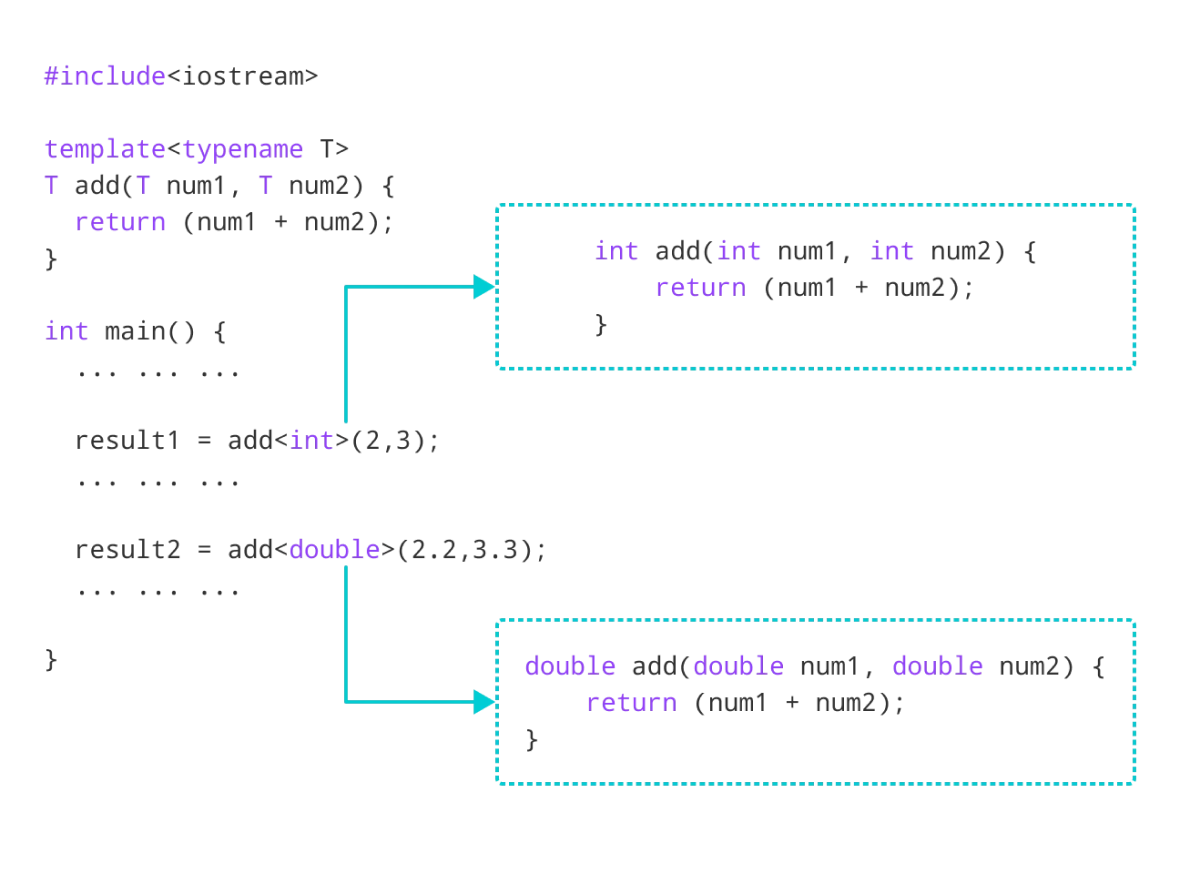 #include<iostream>
template<typename T>
T add(T num1, T num2) {
  return (num1 + num2);
}
int main() {
  ... ... ...
  result1 = add<int>(2,3);
  ... ... ...
  result2 = add<double>(2.2,3.3);
  ... ... ...
}
int add(int num1, int num2) {
    return (num1 + num2);
}
double add(double num1, double num2) {
    return (num1 + num2);
}